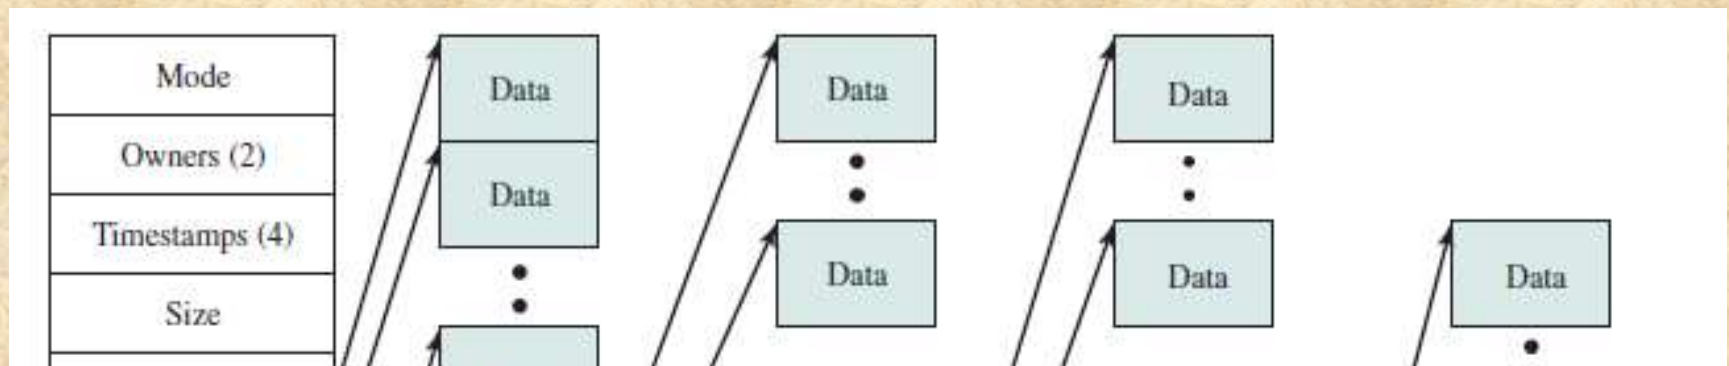 Mode
Owners (2)
Timestamps (4)
Size
Data
Data
Data
Data
Data
Data
Data